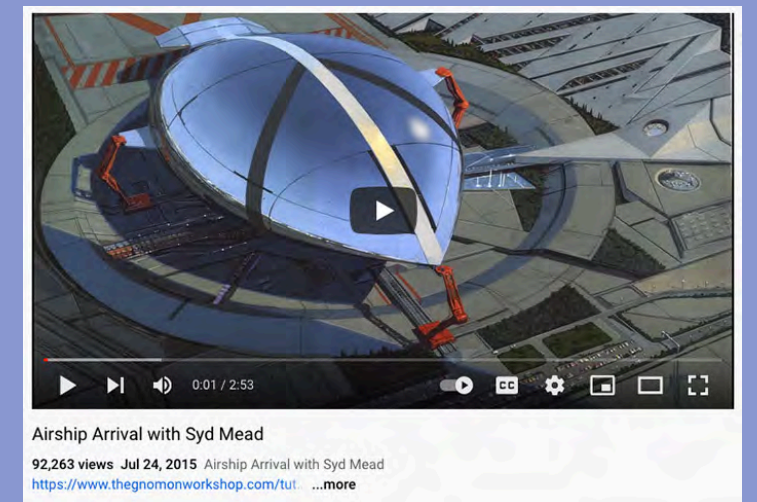 0:01 / 2:53
CC
Airship Arrival with Syd Mead
92,263 views Jul 24, 2015 Airship Arrival with Syd Mead
https://www.thegnomonworkshop.com/tut ...more